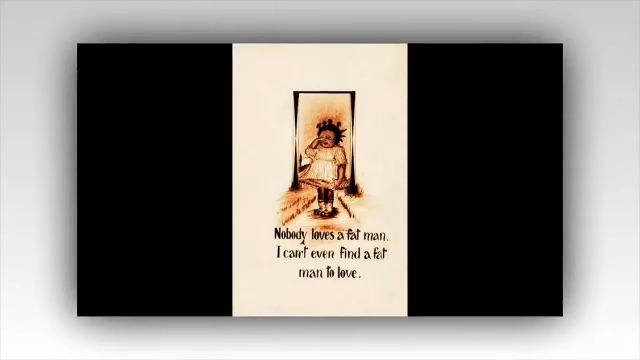 Nobody loves a fat man.
I can't even find a fat
man to love.